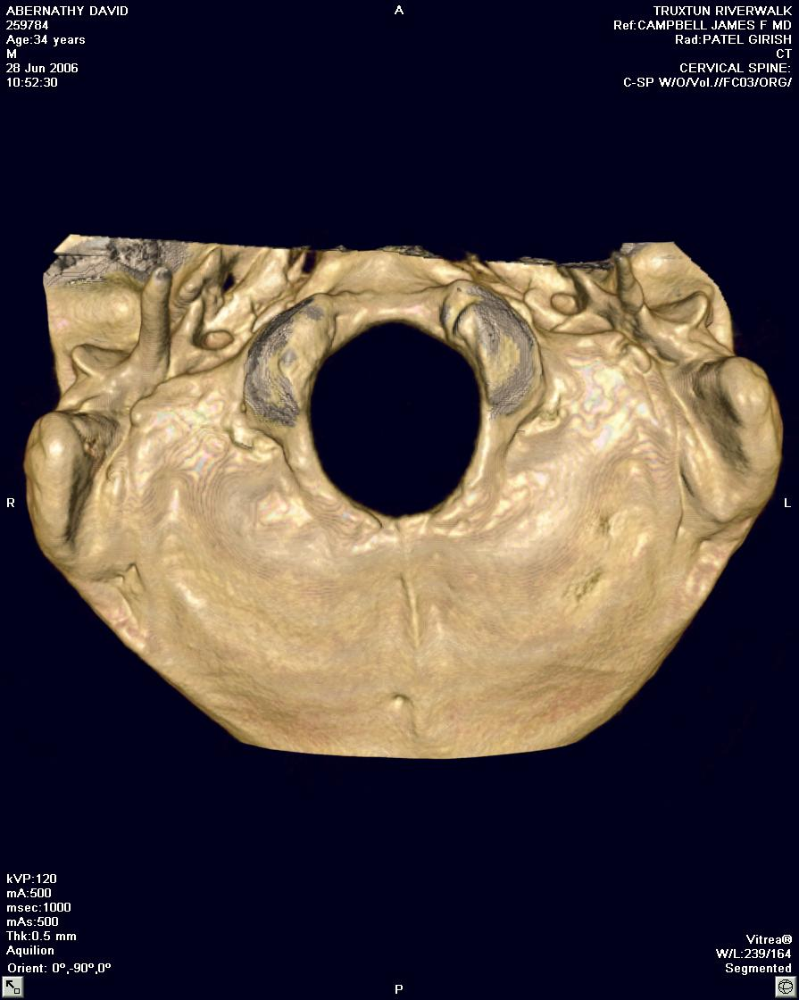 ABERNATHY DAVID
259784
Age:34 years
M
28 Jun 2006
10:52:30
A
TRUXTUN RIVERWALK
Ref:CAMPBELL JAMES F MD
Rad:PATEL GIRISH
CT
CERVICAL SPINE:
C-SP W/O/Vol.//FC03/ORG/
R
L
kVP:120
mA:500
msec:1000
mAs:500
Thk:0.5 mm
Aquilion
Orient: 0°,-90°,0°
P
Vitrea®
W/L:239/164
Segmented